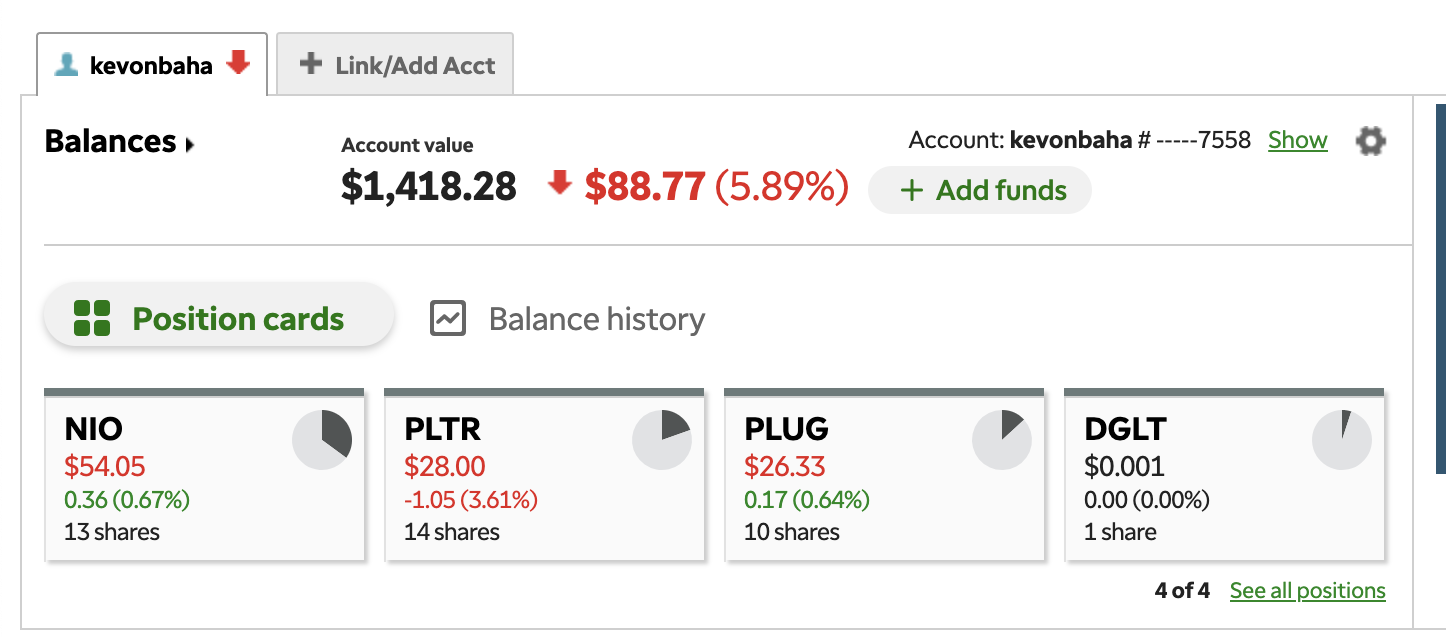 kevonbaha
Link/Add Acct
Balances
Account value
$1,418.28 $88.77 (5.89%)
Account: kevonbaha # -----7558 Show
+ Add funds
Position cards
Balance history
NIO
$54.05
0.36 (0.67%)
13 shares
PLTR
$28.00
-1.05 (3.61%)
14 shares
PLUG
$26.33
0.17 (0.64%)
10 shares
DGLT
$0.001
0.00 (0.00%)
1 share
4 of 4 See all positions